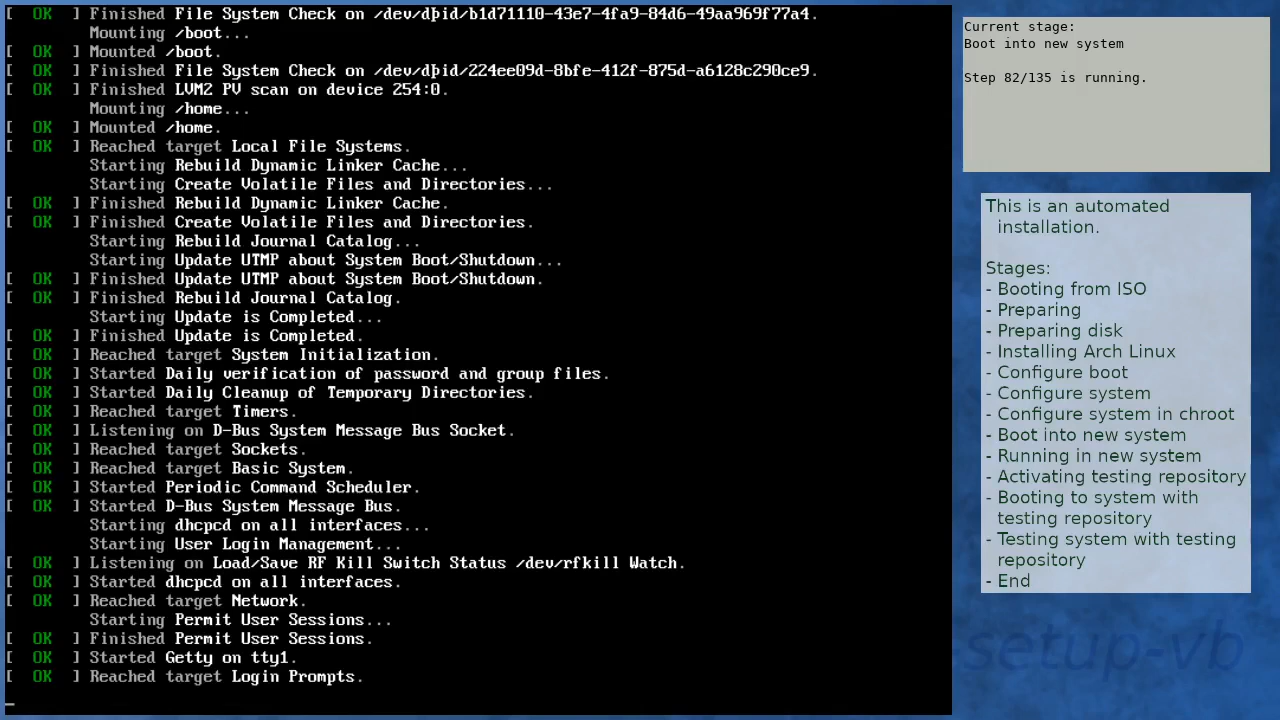 [  OK  ] Finished File System Check on /dev/dþid/b1d71110-43e7-4fa9-84d6-49aa969f77a4.
         Mounting /boot...
[  OK  ] Mounted /boot.
[  OK  ] Finished File System Check on /dev/dþid/224ee09d-8bfe-412f-875d-a6128c290ce9.
[  OK  ] Finished LVM2 PV scan on device 254:0.
         Mounting /home...
[  OK  ] Mounted /home.
[  OK  ] Reached target Local File Systems.
         Starting Rebuild Dynamic Linker Cache...
         Starting Create Volatile Files and Directories...
[  OK  ] Finished Rebuild Dynamic Linker Cache.
[  OK  ] Finished Create Volatile Files and Directories.
         Starting Rebuild Journal Catalog...
         Starting Update UTMP about System Boot/Shutdown...
[  OK  ] Finished Update UTMP about System Boot/Shutdown.
[  OK  ] Finished Rebuild Journal Catalog.
         Starting Update is Completed...
[  OK  ] Finished Update is Completed.
[  OK  ] Reached target System Initialization.
[  OK  ] Started Daily verification of password and group files.
[  OK  ] Started Daily Cleanup of Temporary Directories.
[  OK  ] Reached target Timers.
[  OK  ] Listening on D-Bus System Message Bus Socket.
[  OK  ] Reached target Sockets.
[  OK  ] Reached target Basic System.
[  OK  ] Started Periodic Command Scheduler.
[  OK  ] Started D-Bus System Message Bus.
         Starting dhcpcd on all interfaces...
         Starting User Login Management...
[  OK  ] Listening on Load/Save RF Kill Switch Status /dev/rfkill Watch.
[  OK  ] Started dhcpcd on all interfaces.
[  OK  ] Reached target Network.
         Starting Permit User Sessions...
[  OK  ] Finished Permit User Sessions.
[  OK  ] Started Getty on tty1.
[  OK  ] Reached target Login Prompts.
_
Current stage:
Boot into new system
Step 82/135 is running.
This is an automated
installation.
Stages:
- Booting from ISO
- Preparing
- Preparing disk
- Installing Arch Linux
- Configure boot
- Configure system
- Configure system in chroot
- Boot into new system
- Running in new system
- Activating testing repository
- Booting to system with
testing repository
- Testing system with testing
repository
- End
-setup-vb